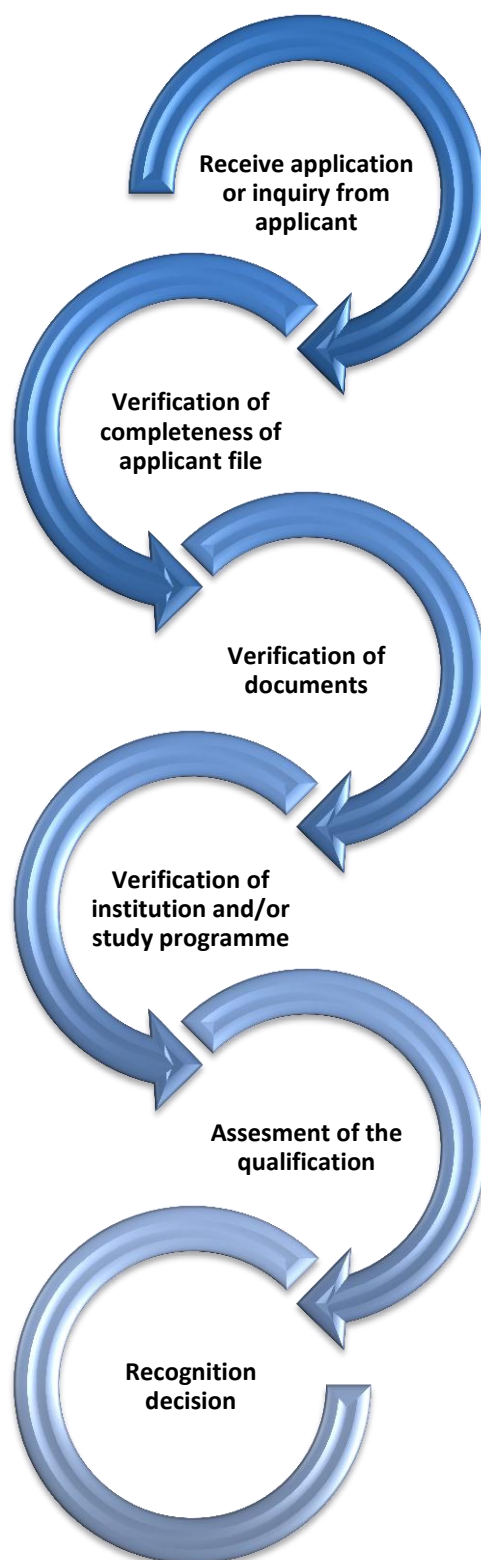 Receive application
or inquiry from
applicant
Verification of
completeness of
applicant file
Verification of
documents
Verification of
institution and/or
study programme
Assesment of the
qualification
Recognition
decision